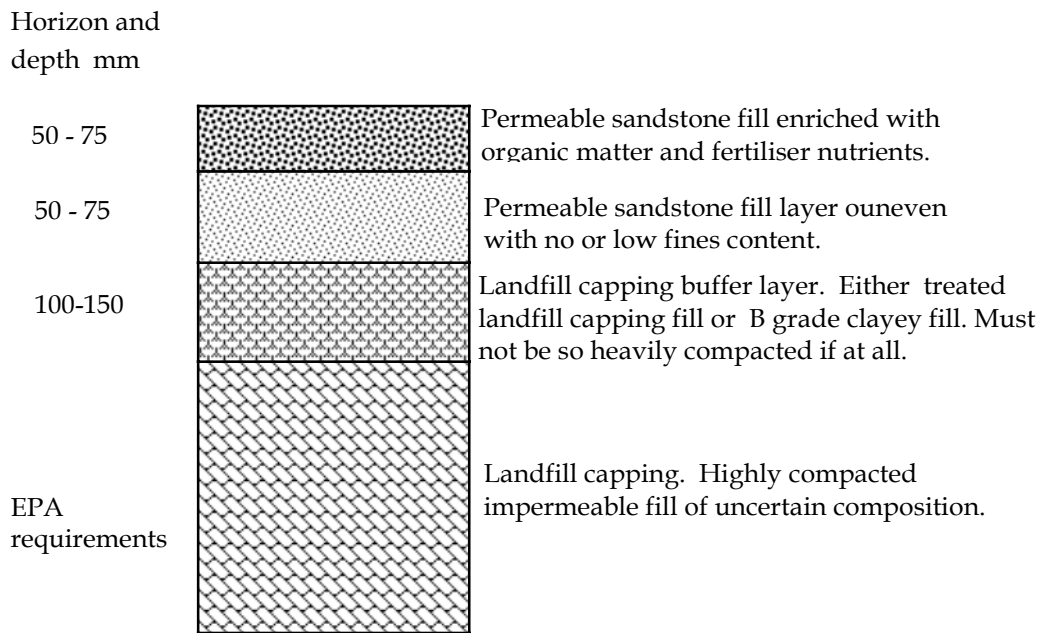 Horizon and
depth mm
50 - 75
Permeable sandstone fill enriched with
organic matter and fertiliser nutrients.
50 - 75
Permeable sandstone fill layer ouneven
with no or low fines content.
100-150
Landfill capping buffer layer. Either treated
landfill capping fill or B grade clayey fill. Must
not be so heavily compacted if at all.
EPA
requirements
Landfill capping. Highly compacted
impermeable fill of uncertain composition.